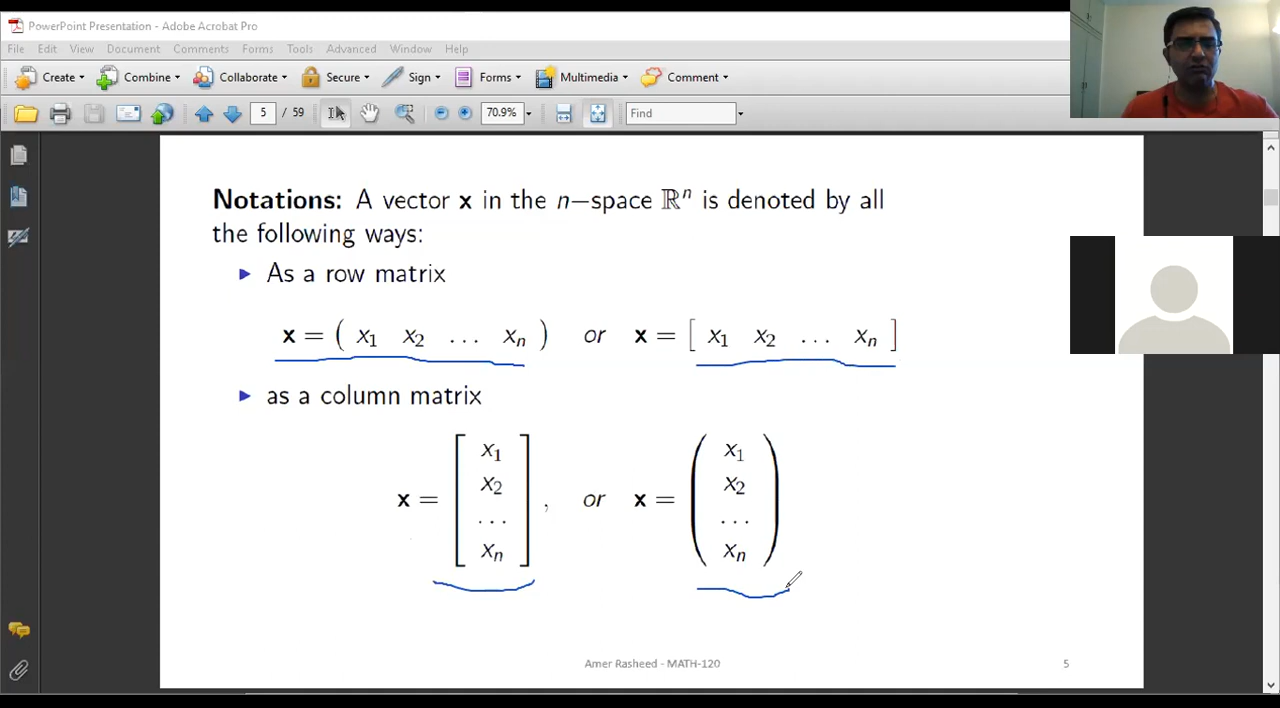 PowerPoint Presentation - Adobe Acrobat Pro
File Edit View Document Comments Forms Tools Advanced Window Help
Create Combine Collaborate Secure Sign Forms Multimedia Comment
5 / 59 70.9% Find
Notations: A vector x in the n−space ℝⁿ is denoted by all
the following ways:
As a row matrix
x = ( x₁ x₂ ... xₙ ) or x = [ x₁ x₂ ... xₙ ]
as a column matrix
x₁ x₁
x₂ x₂
x = [ ... ] , or x = ( ... )
xₙ xₙ
Amer Rasheed - MATH-120 5